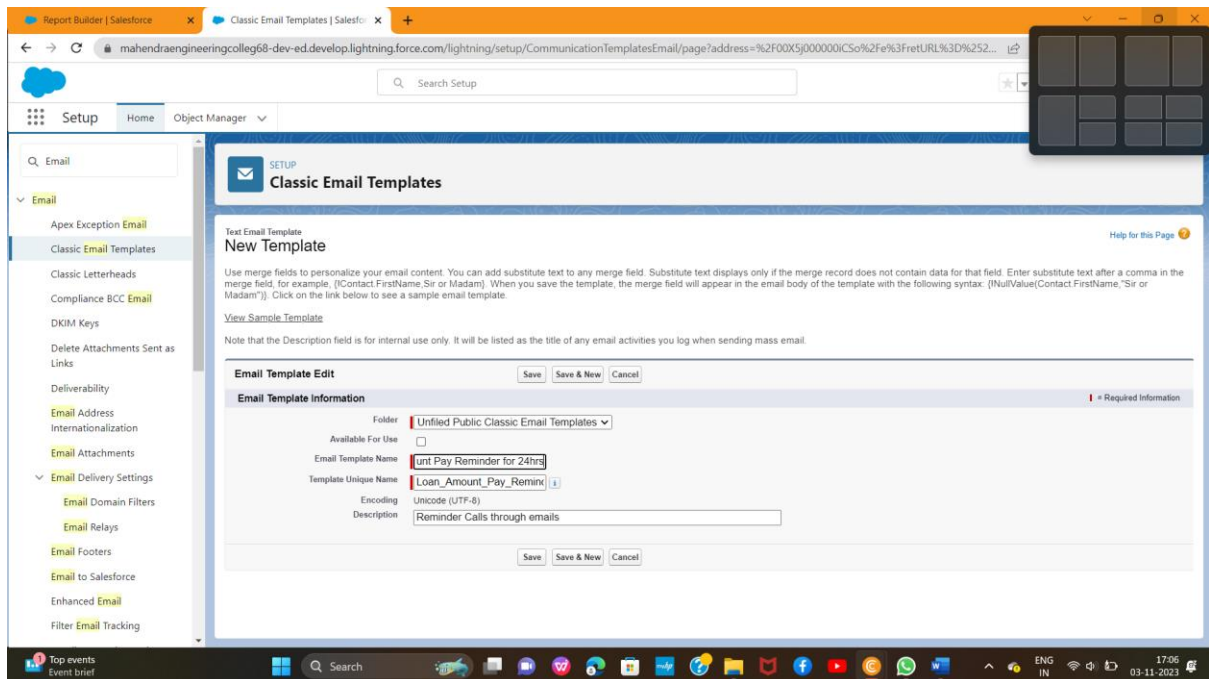 Report Builder | Salesforce
Classic Email Templates | Salesfo
mahendraengineeringcolleg68-dev-ed.develop.lightning.force.com/lightning/setup/CommunicationTemplatesEmail/page?address=%2F00X5j000000iCSo%2Fe%3FretURL%3D%252...
Search Setup
Setup
Home
Object Manager
Email
Email
Apex Exception Email
Classic Email Templates
Classic Letterheads
Compliance BCC Email
DKIM Keys
Delete Attachments Sent as
Links
Deliverability
Email Address
Internationalization
Email Attachments
Email Delivery Settings
Email Domain Filters
Email Relays
Email Footers
Email to Salesforce
Enhanced Email
Filter Email Tracking
SETUP
Classic Email Templates
Text Email Template
New Template
Help for this Page
Use merge fields to personalize your email content. You can add substitute text to any merge field. Substitute text displays only if the merge record does not contain data for that field. Enter substitute text after a comma in the
merge field, for example, {!Contact.FirstName,Sir or Madam}. When you save the template, the merge field will appear in the email body of the template with the following syntax: {!NullValue(Contact.FirstName,"Sir or
Madam")}. Click on the link below to see a sample email template.
View Sample Template
Note that the Description field is for internal use only. It will be listed as the title of any email activities you log when sending mass email.
Email Template Edit
Save Save & New Cancel
Email Template Information
= Required Information
Folder Unfiled Public Classic Email Templates
Available For Use
Email Template Name unt Pay Reminder for 24hrs
Template Unique Name Loan_Amount_Pay_Remin
Encoding Unicode (UTF-8)
Description Reminder Calls through emails
Save Save & New Cancel
1
Top events
Event brief
Search
ENG
IN
17:06
03-11-2023